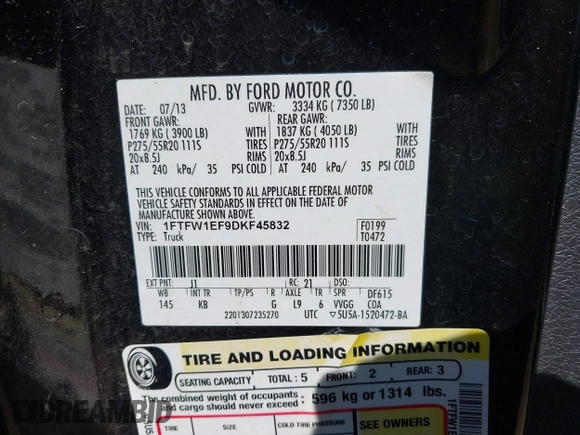 MFD. BY FORD MOTOR CO.
DATE: 07/13 GVWR: 3334 KG ( 7350 LB)
FRONT GAWR: REAR GAWR:
1769 KG ( 3900 LB) WITH 1837 KG ( 4050 LB) WITH
P275/55R20 111S TIRES P275/55R20 111S TIRES
20x8.5J RIMS 20x8.5J RIMS
AT 240 kPa/ 35 PSI COLD AT 240 kPa/ 35 PSI COLD
THIS VEHICLE CONFORMS TO ALL APPLICABLE FEDERAL MOTOR
VEHICLE SAFETY STANDARDS IN EFFECT ON THE DATE OF
MANUFACTURE SHOWN ABOVE.
VIN: 1FTFW1EF9DKF45832 F0199
TYPE: Truck T0472
EXT PNT: J1 RC: 21 DSO:
WB INT TR TP/PS R AXLE TR SPR DF615
145 KB G L9 6 VVGG COA
2201307235270 UTC ▽5U5A-1520472-BA
TIRE AND LOADING INFORMATION
SEATING CAPACITY TOTAL: 5 FRONT: 2 REAR: 3
The combined weight of occupants and cargo should never exceed: 596 kg or 1314 lbs.
TIRE SIZE COLD TIRE PRESSURE SEE OWNERS
DREAMBID